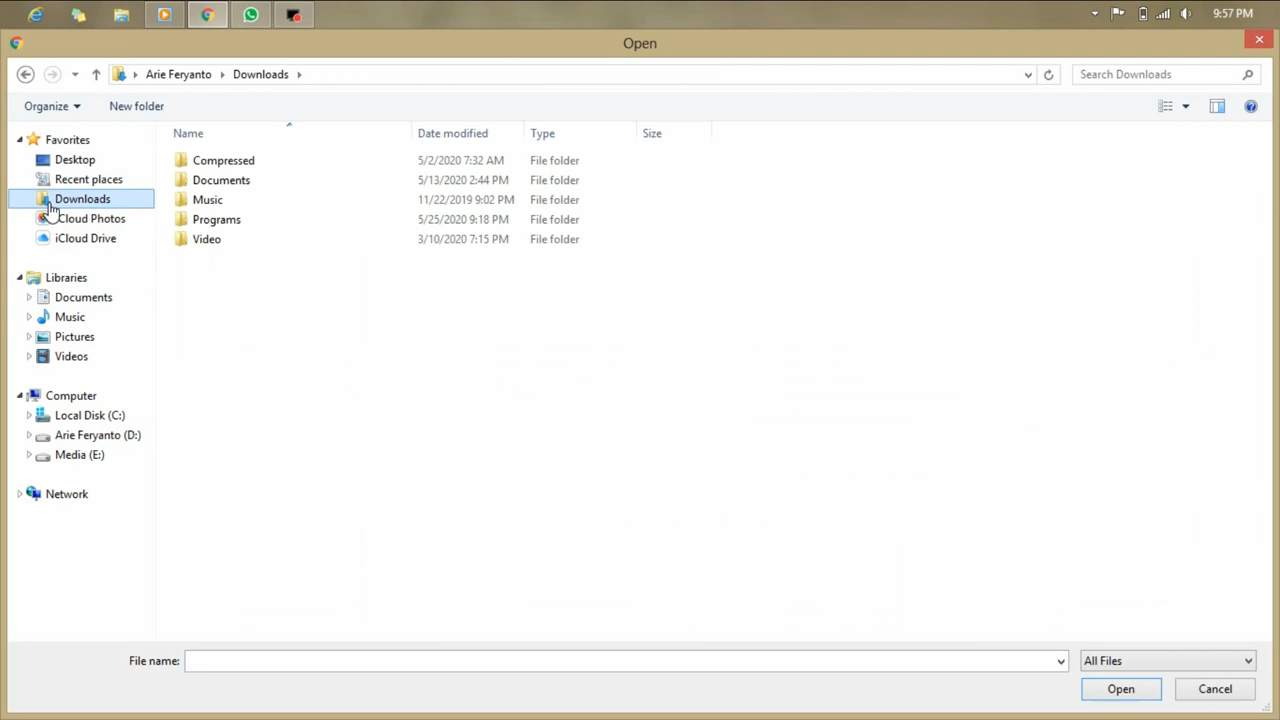 9:57 PM
Open
Arie Feryanto Downloads Search Downloads
Organize New folder
Name Date modified Type Size
Favorites
Desktop
Recent places
Downloads
iCloud Photos
iCloud Drive
Libraries
Documents
Music
Pictures
Videos
Computer
Local Disk (C:)
Arie Feryanto (D:)
Media (E:)
Network
Compressed 5/2/2020 7:32 AM File folder
Documents 5/13/2020 2:44 PM File folder
Music 11/22/2019 9:02 PM File folder
Programs 5/25/2020 9:18 PM File folder
Video 3/10/2020 7:15 PM File folder
File name: All Files
Open Cancel